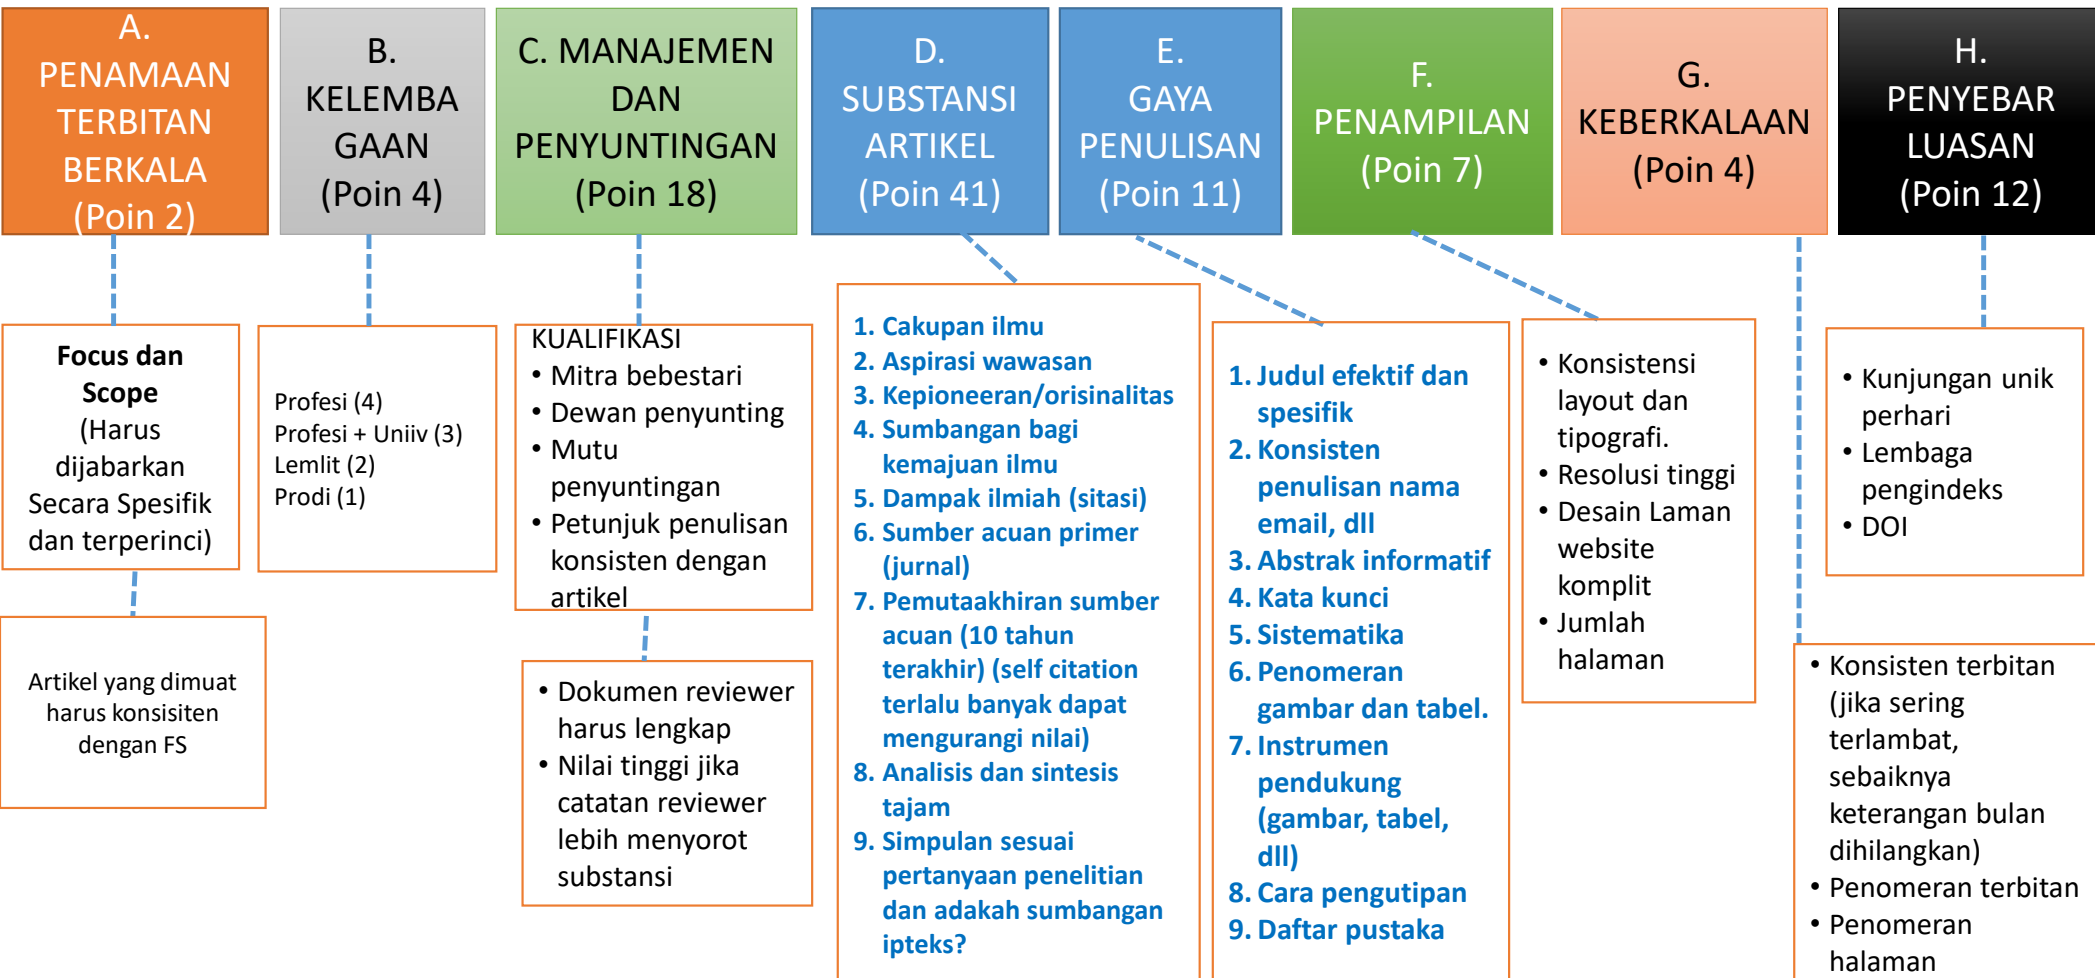 A.
PENAMAAN
TERBITAN
BERKALA
(Poin 2)
B.
KELEMBA
GAAN
(Poin 4)
C. MANAJEMEN
DAN
PENYUNTINGAN
(Poin 18)
D.
SUBSTANSI
ARTIKEL
(Poin 41)
E.
GAYA
PENULISAN
(Poin 11)
F.
PENAMPILAN
(Poin 7)
G.
KEBERKALAAN
(Poin 4)
H.
PENYEBAR
LUASAN
(Poin 12)
Focus dan
Scope
(Harus
dijabarkan
Secara Spesifik
dan terperinci)
Artikel yang dimuat
harus konsisiten
dengan FS
Profesi (4)
Profesi + Uniiv (3)
Lemlit (2)
Prodi (1)
KUALIFIKASI
• Mitra bebestari
• Dewan penyunting
• Mutu
penyuntingan
• Petunjuk penulisan
konsisten dengan
artikel
• Dokumen reviewer
harus lengkap
• Nilai tinggi jika
catatan reviewer
lebih menyorot
substansi
1. Cakupan ilmu
2. Aspirasi wawasan
3. Kepioneeran/orisinalitas
4. Sumbangan bagi
kemajuan ilmu
5. Dampak ilmiah (sitasi)
6. Sumber acuan primer
(jurnal)
7. Pemutaakhiran sumber
acuan (10 tahun
terakhir) (self citation
terlalu banyak dapat
mengurangi nilai)
8. Analisis dan sintesis
tajam
9. Simpulan sesuai
pertanyaan penelitian
dan adakah sumbangan
ipteks?
1. Judul efektif dan
spesifik
2. Konsisten
penulisan nama
email, dll
3. Abstrak informatif
4. Kata kunci
5. Sistematika
6. Penomeran
gambar dan tabel.
7. Instrumen
pendukung
(gambar, tabel,
dll)
8. Cara pengutipan
9. Daftar pustaka
• Konsistensi
layout dan
tipografi.
• Resolusi tinggi
• Desain Laman
website
komplit
• Jumlah
halaman
• Konsisten terbitan
(jika sering
terlambat,
sebaiknya
keterangan bulan
dihilangkan)
• Penomeran terbitan
• Penomeran
halaman
• Kunjungan unik
perhari
• Lembaga
pengindeks
• DOI